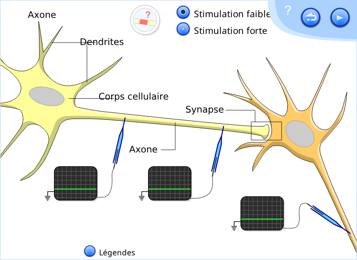 Axone
Stimulation faible
?
?
Stimulation forte
Dendrites
Corps cellulaire
Synapse
Axone
Légendes